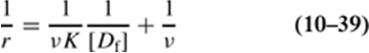 1/r = 1/νK 1/[D_f] + 1/ν (10–39)